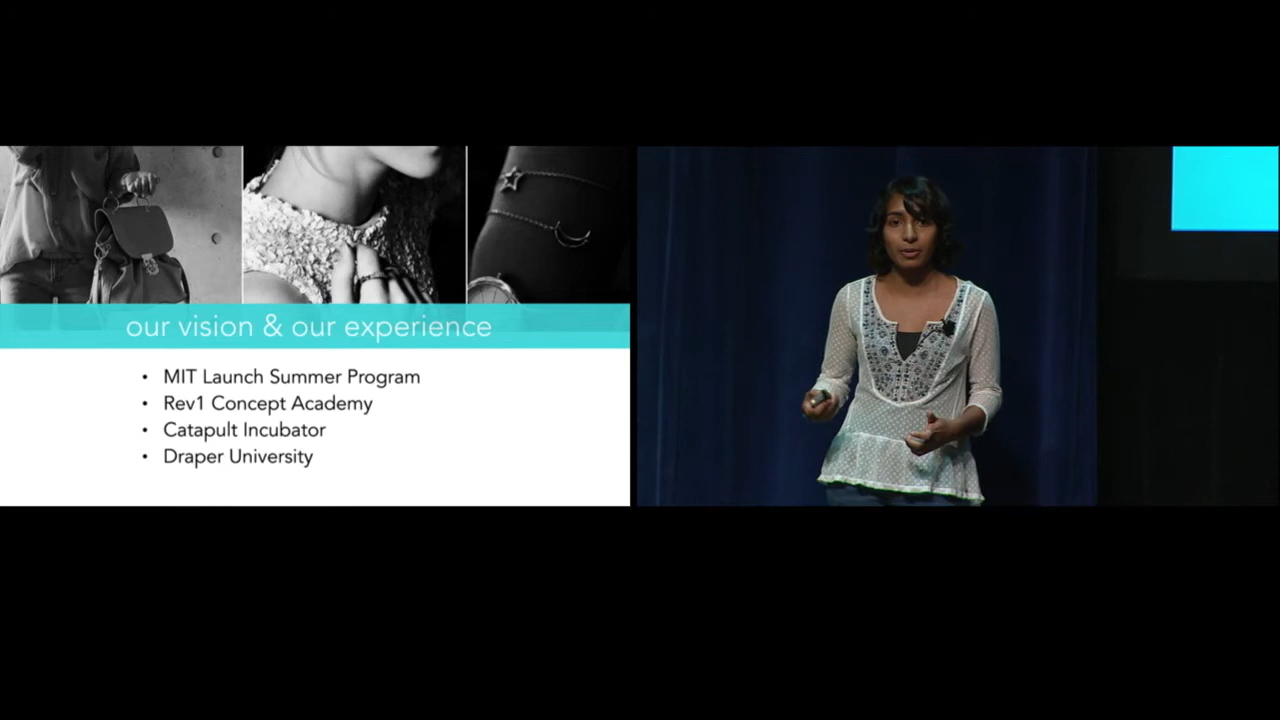 our vision & our experience
• MIT Launch Summer Program
• Rev1 Concept Academy
• Catapult Incubator
• Draper University